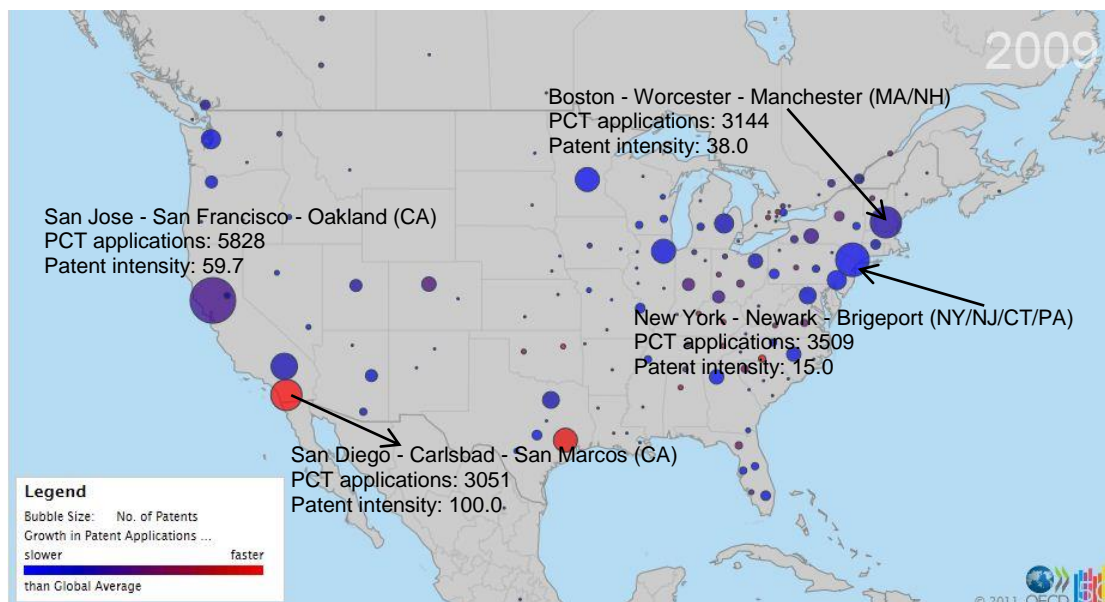 2009
Boston - Worcester - Manchester (MA/NH)
PCT applications: 3144
Patent intensity: 38.0
San Jose - San Francisco - Oakland (CA)
PCT applications: 5828
Patent intensity: 59.7
New York - Newark - Brigeport (NY/NJ/CT/PA)
PCT applications: 3509
Patent intensity: 15.0
San Diego - Carlsbad - San Marcos (CA)
PCT applications: 3051
Patent intensity: 100.0
Legend
Bubble Size: No. of Patents
Growth in Patent Applications ...
slower faster
than Global Average
© 2011 OECD